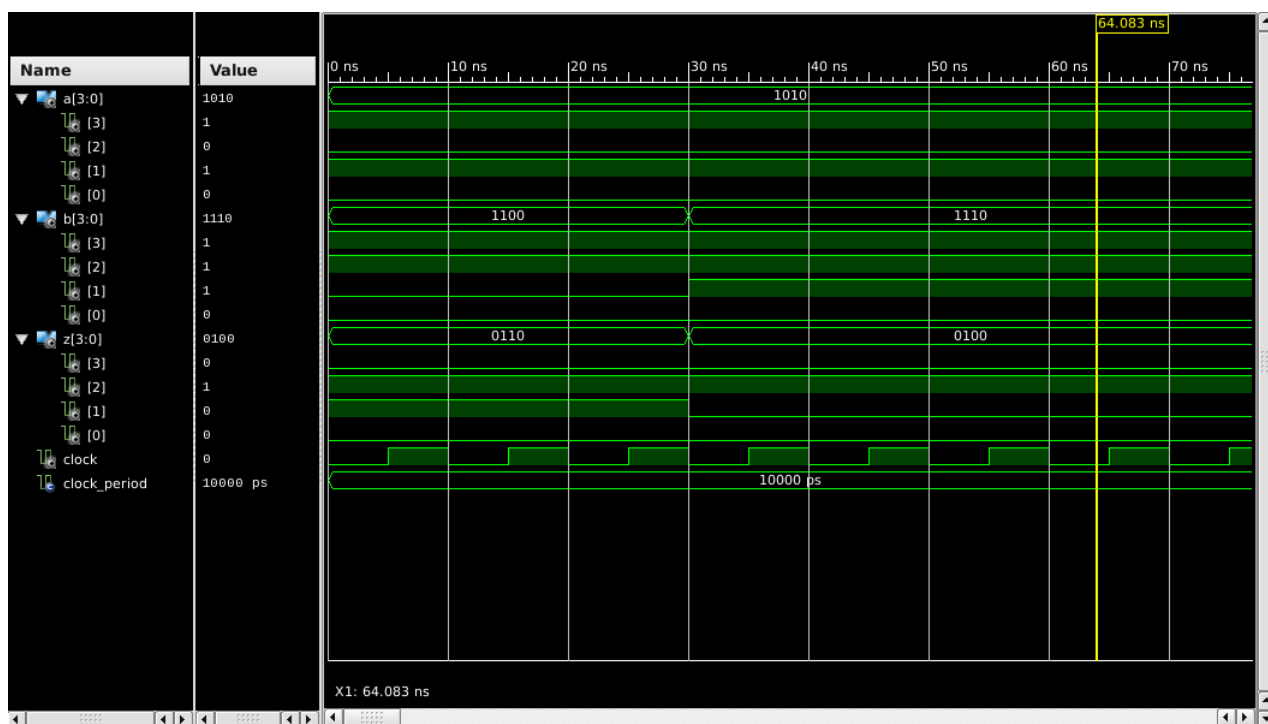 64.083 ns
Name Value 0 ns 10 ns 20 ns 30 ns 40 ns 50 ns 60 ns 70 ns
a[3:0] 1010 1010
[3] 1
[2] 0
[1] 1
[0] 0
b[3:0] 1110 1100 1110
[3] 1
[2] 1
[1] 1
[0] 0
z[3:0] 0100 0110 0100
[3] 0
[2] 1
[1] 0
[0] 0
clock 0
clock_period 10000 ps 10000 ps
X1: 64.083 ns